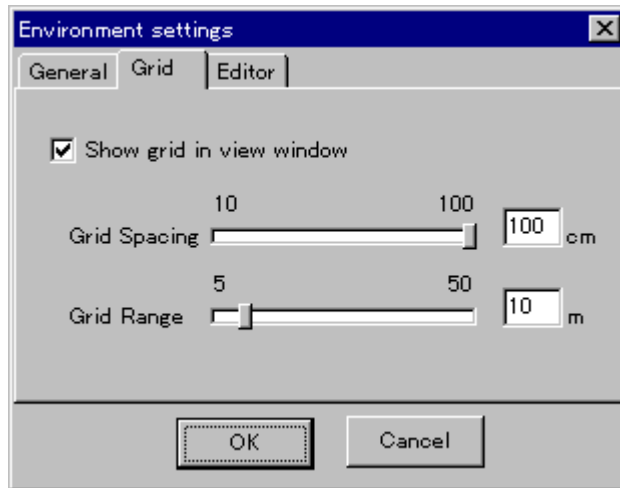 Environment settings
General Grid Editor
Show grid in view window
10 100
Grid Spacing 100 cm
5 50
Grid Range 10 m
OK Cancel